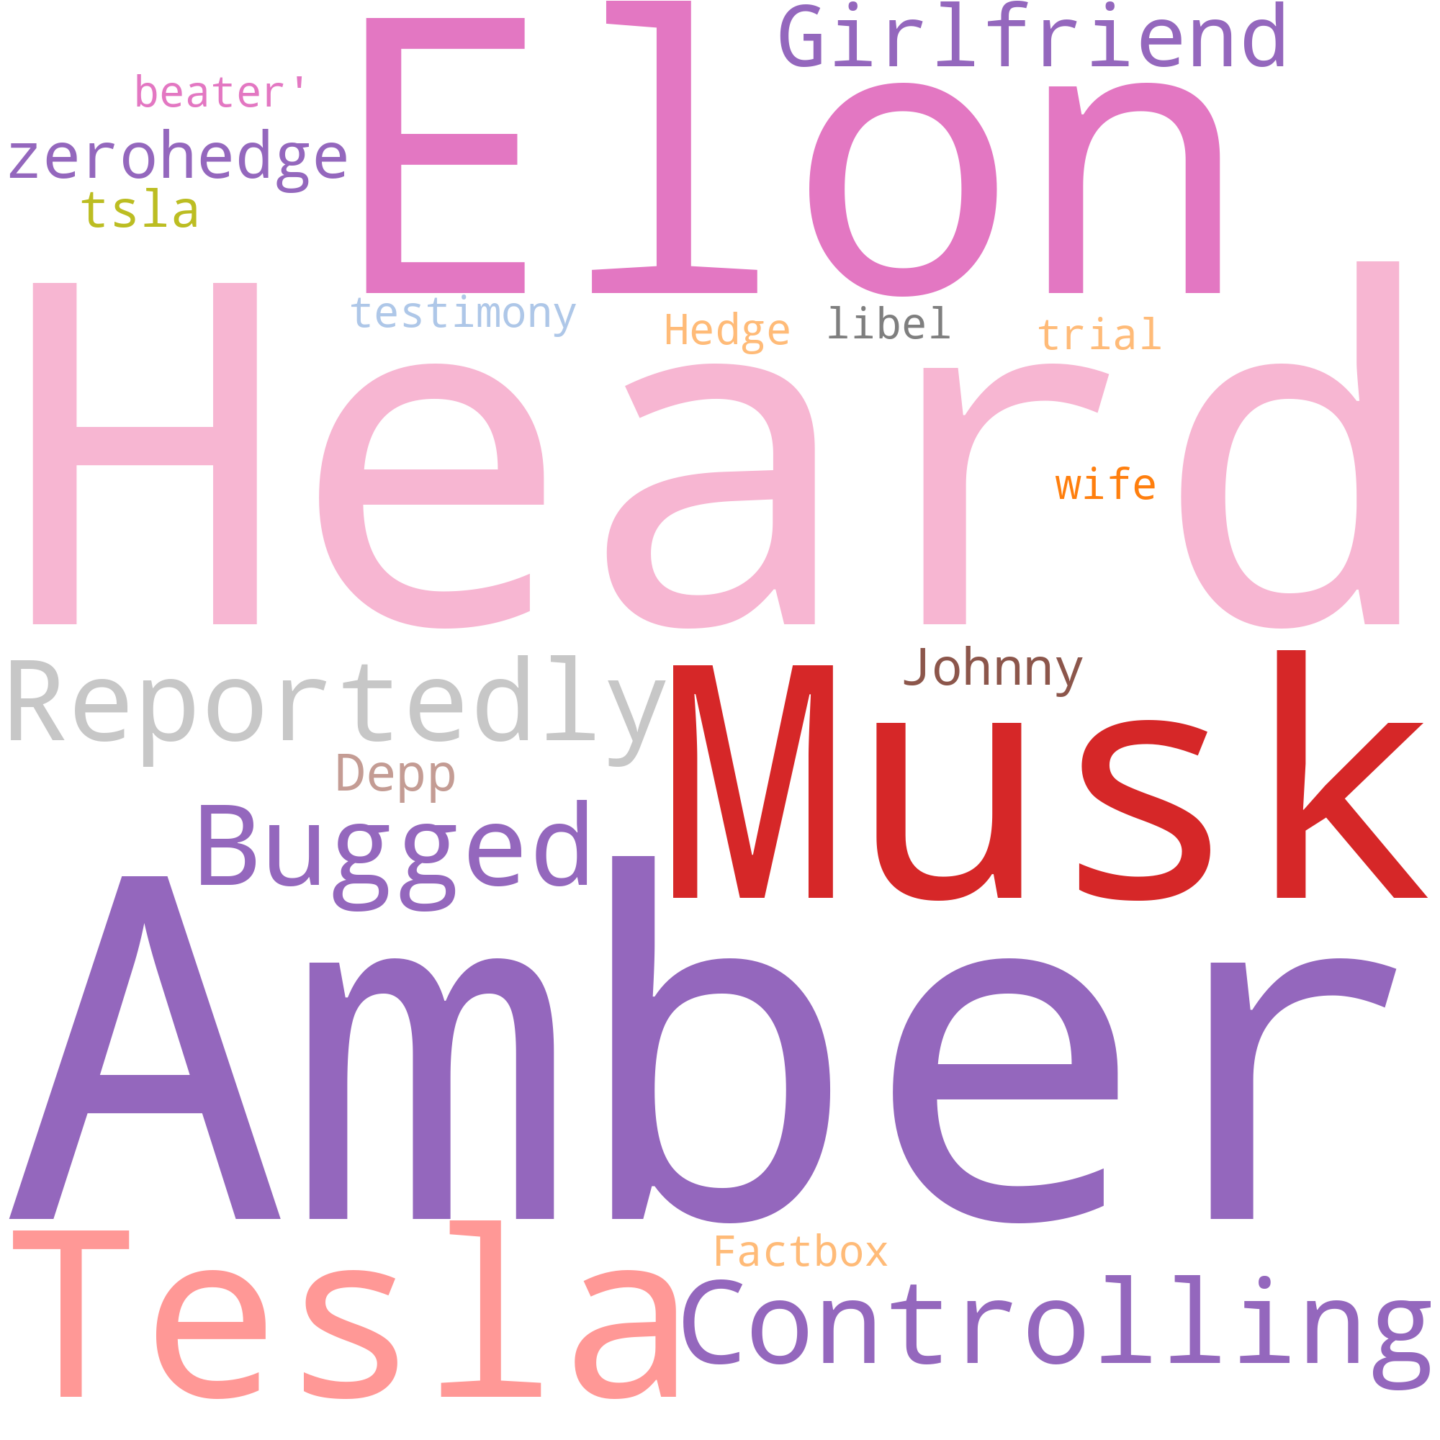 Girlfriend
Elon
beater'
zerohedge
tsla
testimony
Hedge
libel
trial
Heard
wife
Reportedly
Johnny
Musk
Depp
Bugged
Amber
Tesla
Factbox
Controlling